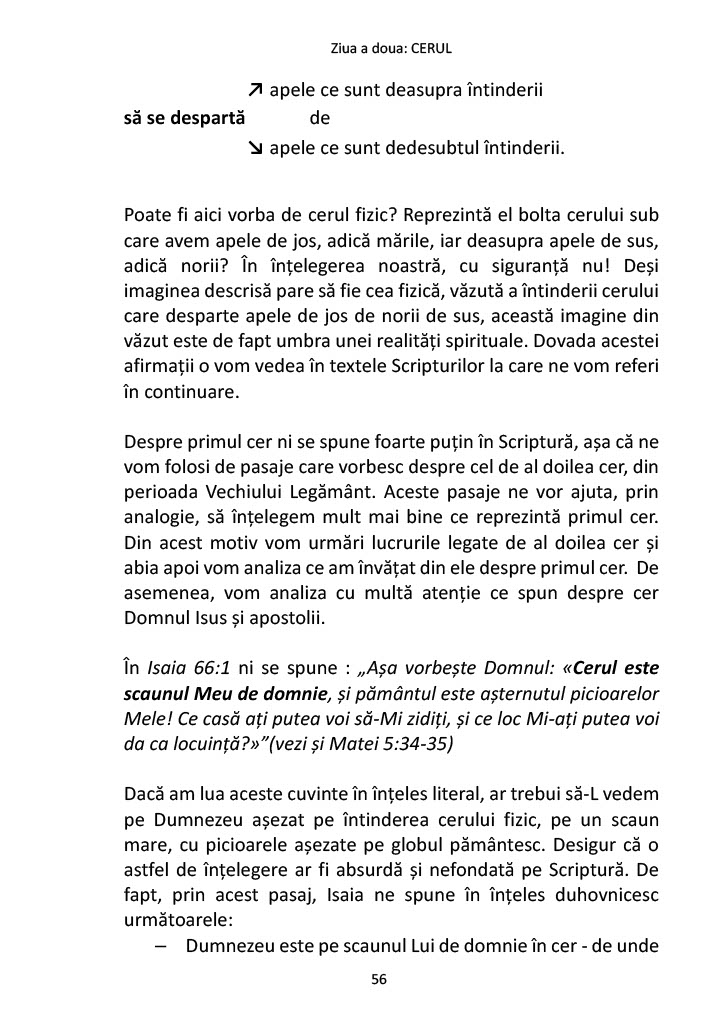 Ziua a doua: CERUL
↗ apele ce sunt deasupra întinderii
să se despartă de
↘ apele ce sunt dedesubtul întinderii.
Poate fi aici vorba de cerul fizic? Reprezintă el bolta cerului sub
care avem apele de jos, adică mările, iar deasupra apele de sus,
adică norii? În înțelegerea noastră, cu siguranță nu! Deși
imaginea descrisă pare să fie cea fizică, văzută a întinderii cerului
care desparte apele de jos de norii de sus, această imagine din
văzut este de fapt umbra unei realități spirituale. Dovada acestei
afirmații o vom vedea în textele Scripturilor la care ne vom referi
în continuare.
Despre primul cer ni se spune foarte puțin în Scriptură, așa că ne
vom folosi de pasaje care vorbesc despre cel de al doilea cer, din
perioada Vechiului Legământ. Aceste pasaje ne vor ajuta, prin
analogie, să înțelegem mult mai bine ce reprezintă primul cer.
Din acest motiv vom urmări lucrurile legate de al doilea cer și
abia apoi vom analiza ce am învățat din ele despre primul cer. De
asemenea, vom analiza cu multă atenție ce spun despre cer
Domnul Isus și apostolii.
În Isaia 66:1 ni se spune : „Așa vorbește Domnul: «Cerul este
scaunul Meu de domnie, și pământul este așternutul picioarelor
Mele! Ce casă ați putea voi să-Mi zidiți, și ce loc Mi-ați putea voi
da ca locuință?»”(vezi și Matei 5:34-35)
Dacă am lua aceste cuvinte în înțeles literal, ar trebui să-L vedem
pe Dumnezeu așezat pe întinderea cerului fizic, pe un scaun
mare, cu picioarele așezate pe globul pământesc. Desigur că o
astfel de înțelegere ar fi absurdă și nefondată pe Scriptură. De
fapt, prin acest pasaj, Isaia ne spune în înțeles duhovnicesc
următoarele:
– Dumnezeu este pe scaunul Lui de domnie în cer - de unde
56